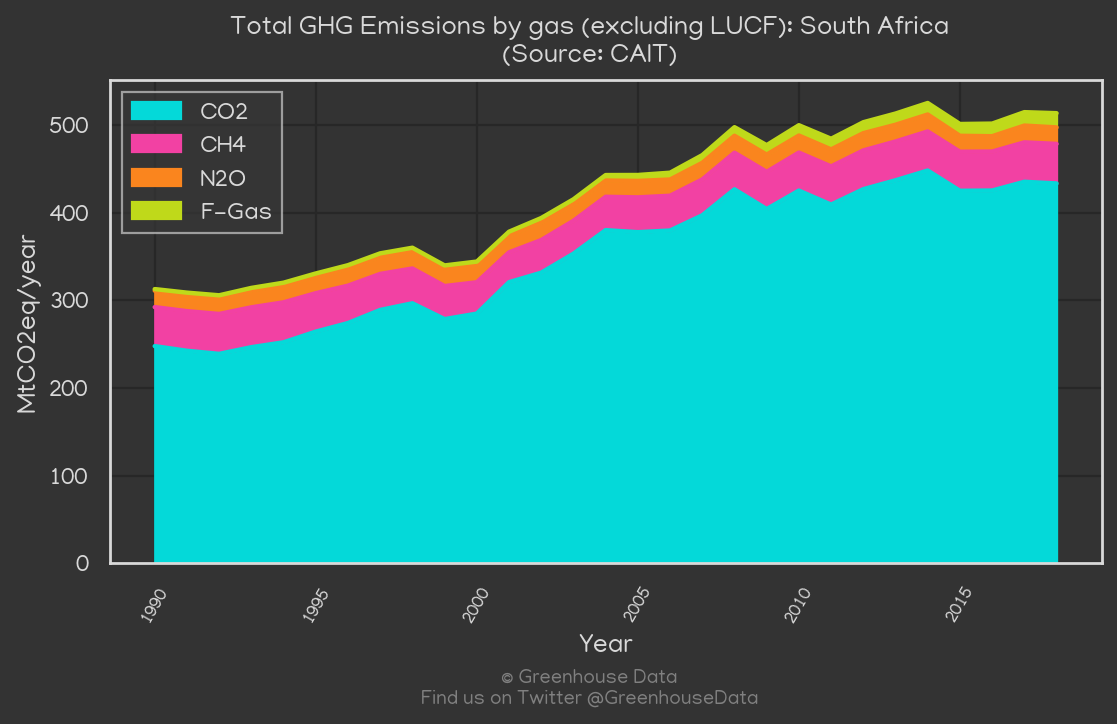 Total GHG Emissions by gas (excluding LUCF): South Africa
(Source: CAIT)
CO2
CH4
N2O
F-Gas
MtCO2eq/year
500
400
300
200
100
0
1990
1995
2000
2005
2010
2015
Year
© Greenhouse Data
Find us on Twitter @GreenhouseData